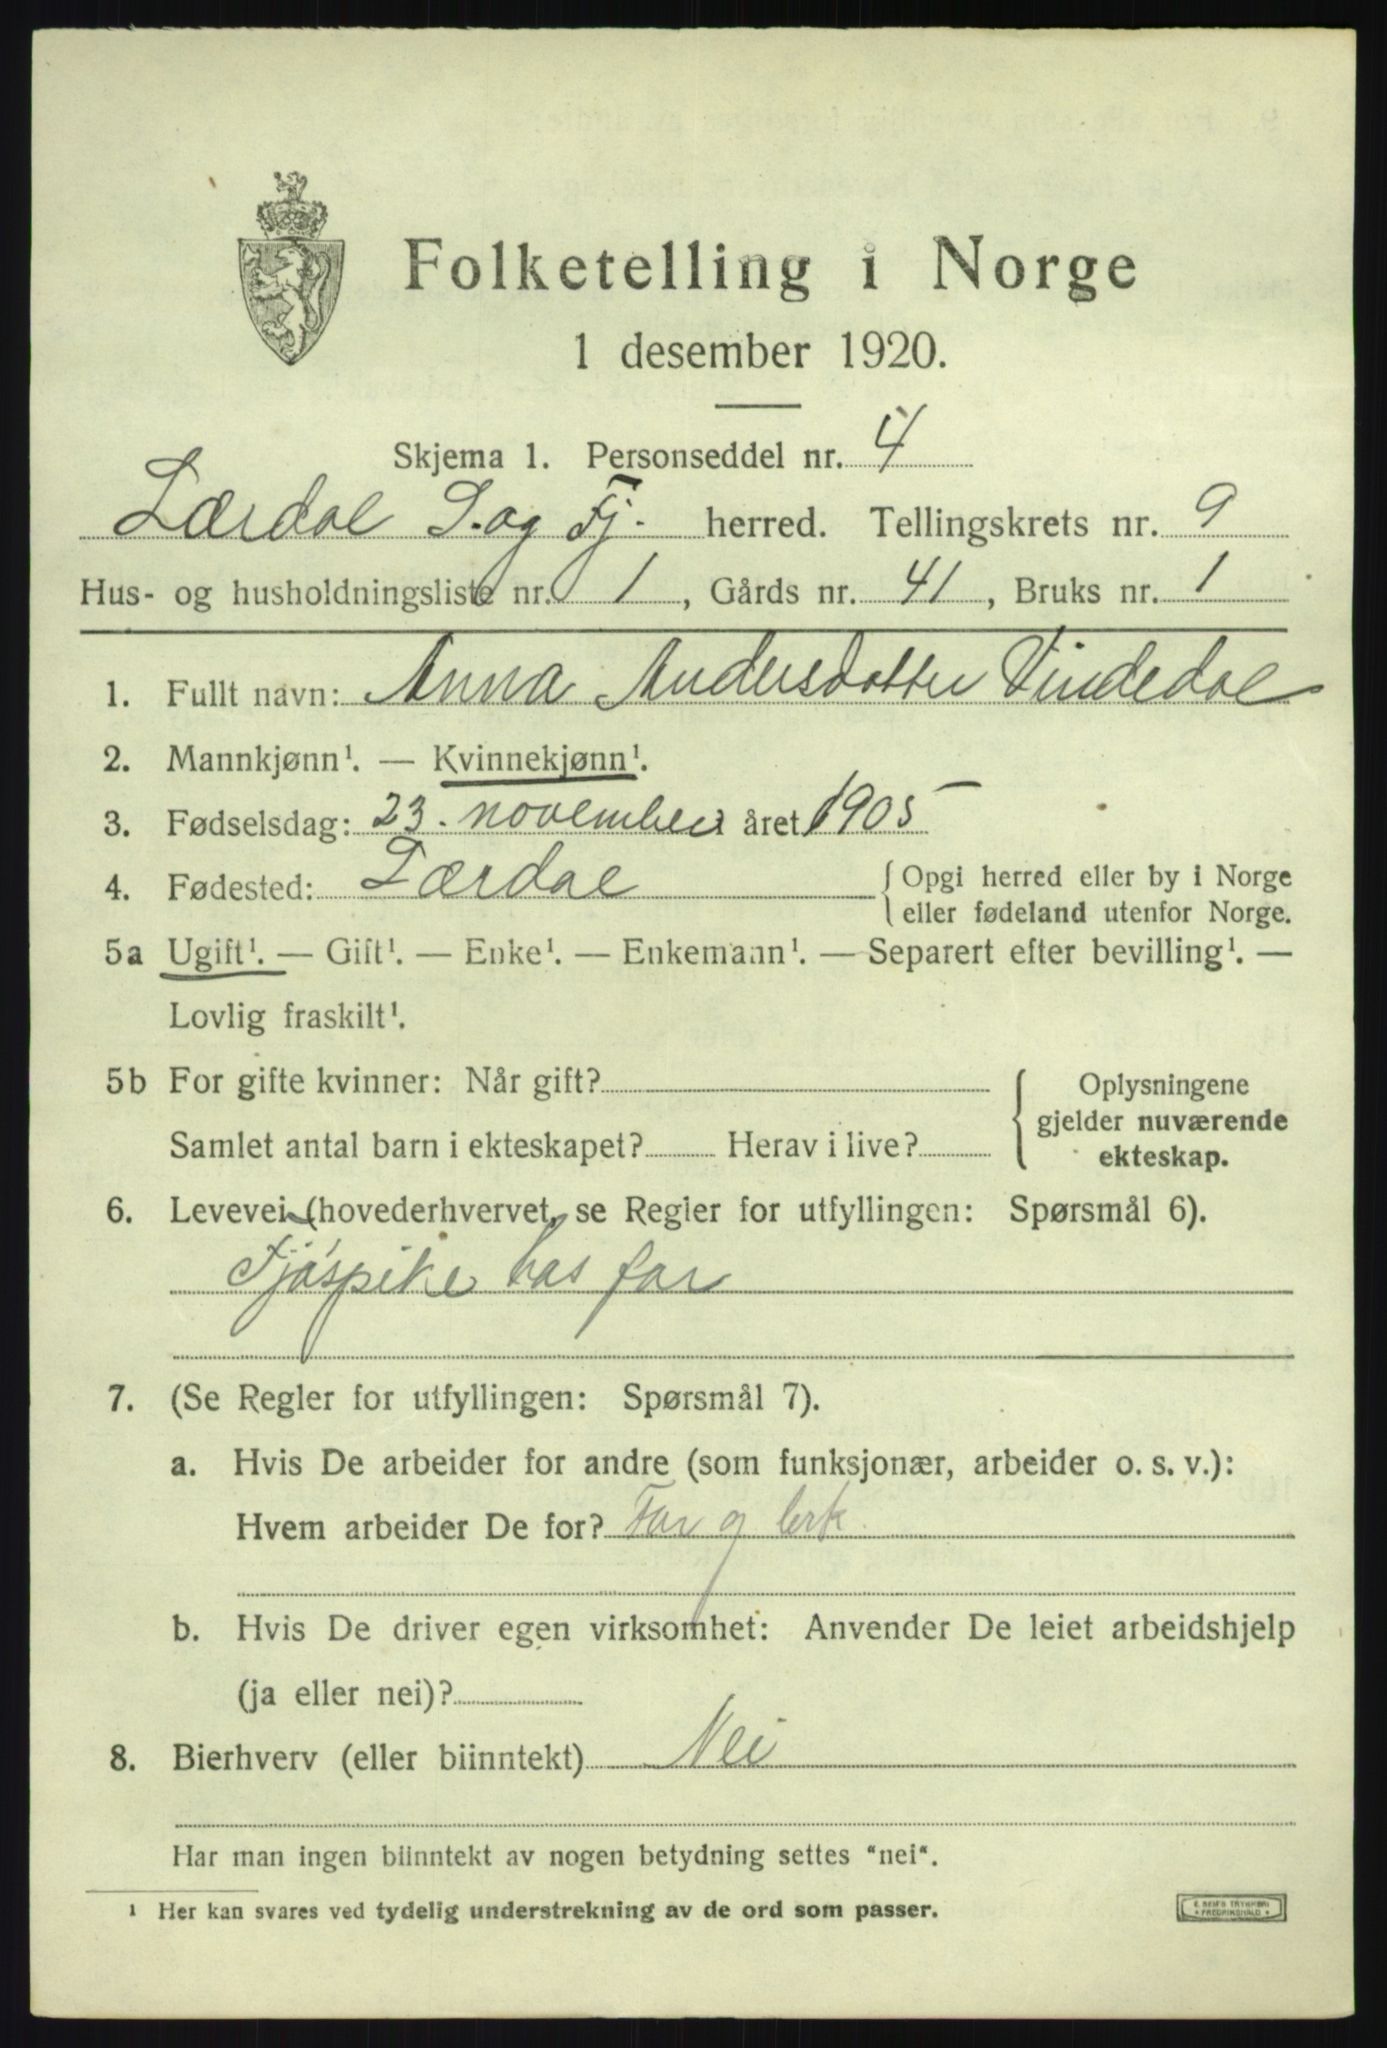 Folketelling i Norge
1 desember 1920.
Skjema 1. Personseddel nr. 4
Lærdal S. og Fj. herred. Tellingskrets nr. 9
Hus- og husholdningsliste nr. 1, Gårds nr. 41, Bruks nr. 1
1. Fullt navn: Anna Andersdotter Vindedal
2. Mannkjønn¹. — Kvinnekjønn¹.
3. Fødselsdag: 23. november året 1905
4. Fødested: Lærdal { Opgi herred eller by i Norge
eller fødeland utenfor Norge.
5a Ugift¹. — Gift¹. — Enke¹. — Enkemann¹. — Separert efter bevilling¹. —
Lovlig fraskilt¹.
5b For gifte kvinner: Når gift? { Oplysningene
gjelder nuværende
Samlet antal barn i ekteskapet? Herav i live? ekteskap.
6. Levevei (hovederhvervet, se Regler for utfyllingen: Spørsmål 6).
Fjøspike has far
7. (Se Regler for utfyllingen: Spørsmål 7).
a. Hvis De arbeider for andre (som funksjonær, arbeider o. s. v.):
Hvem arbeider De for? Far
b. Hvis De driver egen virksomhet: Anvender De leiet arbeidshjelp
(ja eller nei)?
8. Bierhverv (eller biinntekt) Nei
Har man ingen biinntekt av nogen betydning settes "nei".
¹ Her kan svares ved tydelig understrekning av de ord som passer.